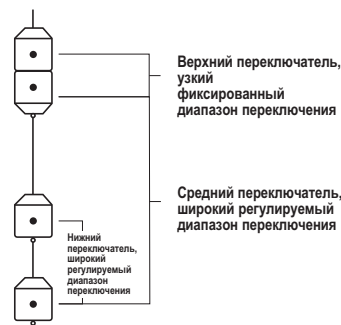 Верхний переключатель,
узкий
фиксированный
диапазон переключения
Средний переключатель,
широкий регулируемый
диапазон переключения
Нижний
переключатель,
широкий
регулируемый
диапазон
переключения